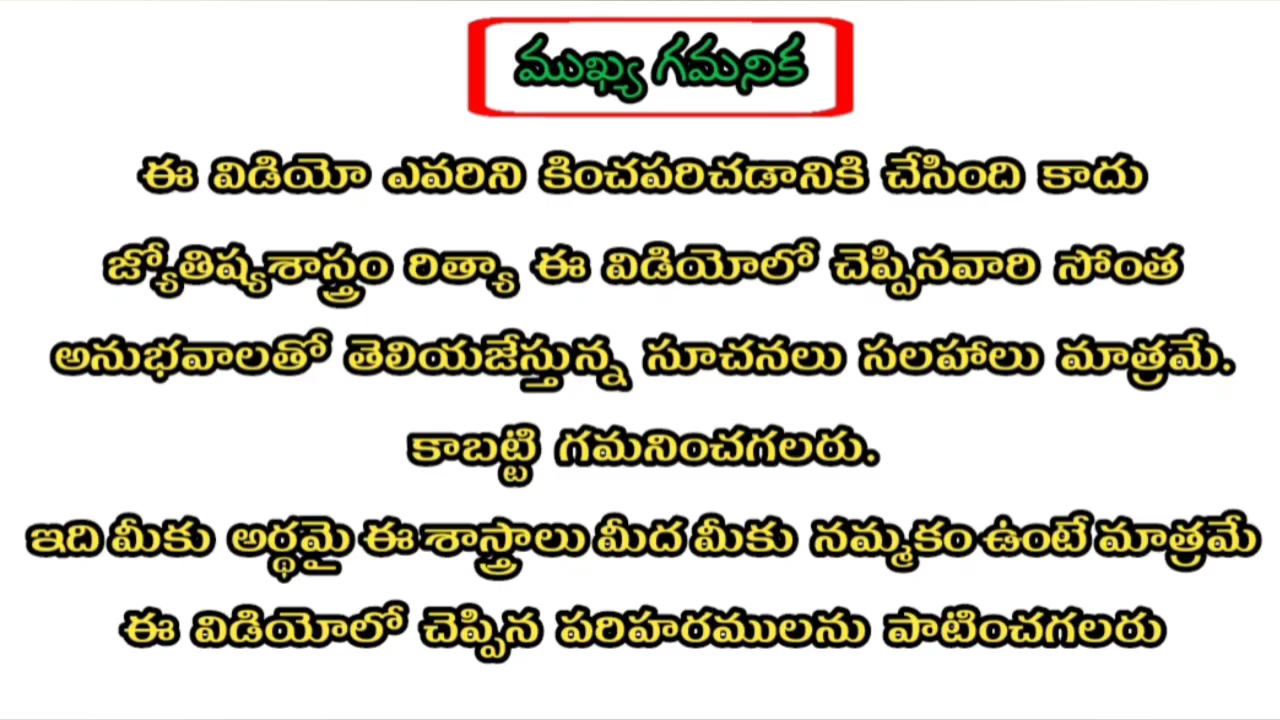 ముఖ్య గమనిక
ఈ విడియో ఎవరిని కించపరిచడానికి చేసింది కాదు
జ్యోతిష్యశాస్త్రం రిత్యా ఈ విడియోలో చెప్పినవారి సోంత
అనుభవాలతో తెలియజేస్తున్న సూచనలు సలహాలు మాత్రమే.
కాబట్టి గమనించగలరు.
ఇది మీకు అర్థమై ఈ శాస్త్రాలు మీద మీకు నమ్మకం ఉంటే మాత్రమే
ఈ విడియోలో చెప్పిన పరిహరములను పాటించగలరు